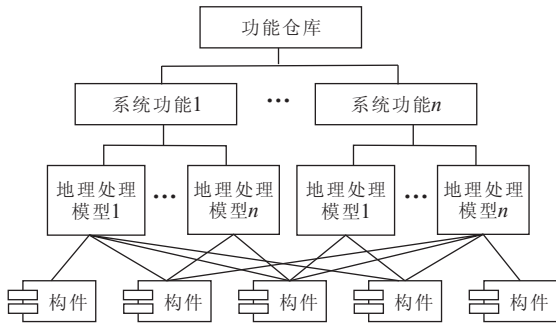 功能仓库
系统功能1
…
系统功能n
地理处理
模型1
…
地理处理
模型n
地理处理
模型1
…
地理处理
模型n
构件
构件
构件
构件
构件